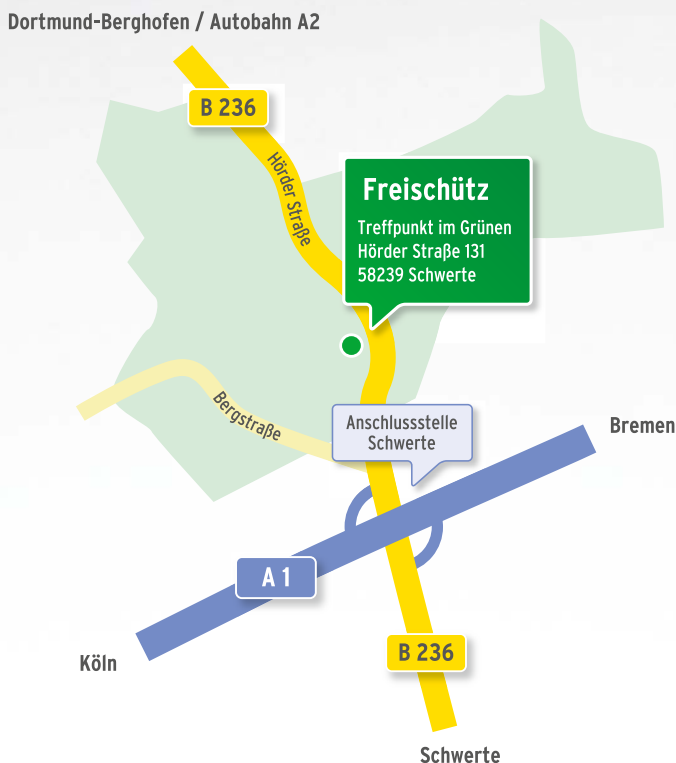 Dortmund-Berghofen / Autobahn A2
B 236
Hörder Straße
Freischütz
Treffpunkt im Grünen
Hörder Straße 131
58239 Schwerte
Bergstraße
Anschlussstelle
Schwerte
Bremen
A 1
Köln
B 236
Schwerte